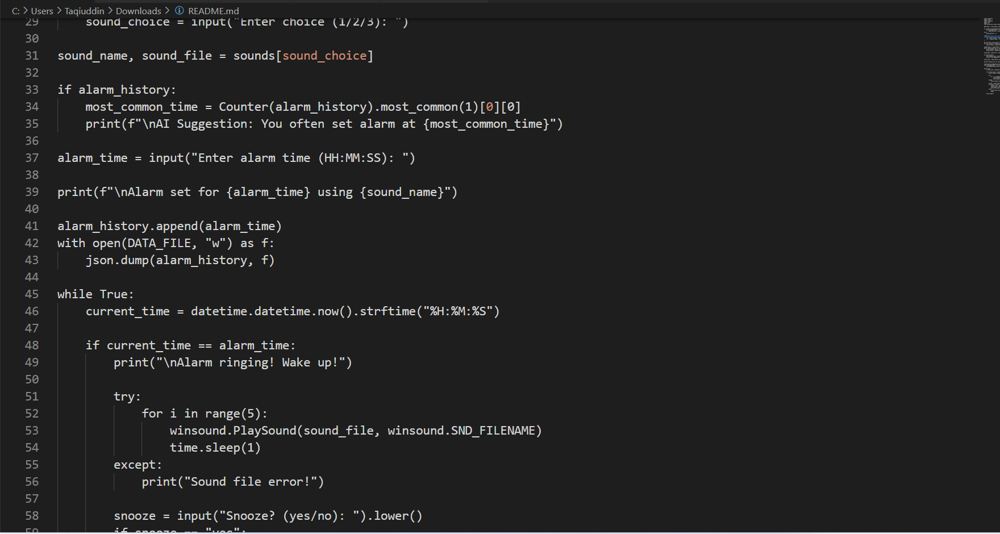 C: > Users > Taqiuddin > Downloads > ⓘ README.md
29     sound_choice = input("Enter choice (1/2/3): ")
30
31 sound_name, sound_file = sounds[sound_choice]
32
33 if alarm_history:
34     most_common_time = Counter(alarm_history).most_common(1)[0][0]
35     print(f"\nAI Suggestion: You often set alarm at {most_common_time}")
36
37 alarm_time = input("Enter alarm time (HH:MM:SS): ")
38
39 print(f"\nAlarm set for {alarm_time} using {sound_name}")
40
41 alarm_history.append(alarm_time)
42 with open(DATA_FILE, "w") as f:
43     json.dump(alarm_history, f)
44
45 while True:
46     current_time = datetime.datetime.now().strftime("%H:%M:%S")
47
48     if current_time == alarm_time:
49         print("\nAlarm ringing! Wake up!")
50
51         try:
52             for i in range(5):
53                 winsound.PlaySound(sound_file, winsound.SND_FILENAME)
54                 time.sleep(1)
55         except:
56             print("Sound file error!")
57
58         snooze = input("Snooze? (yes/no): ").lower()
59         if snooze == "yes":